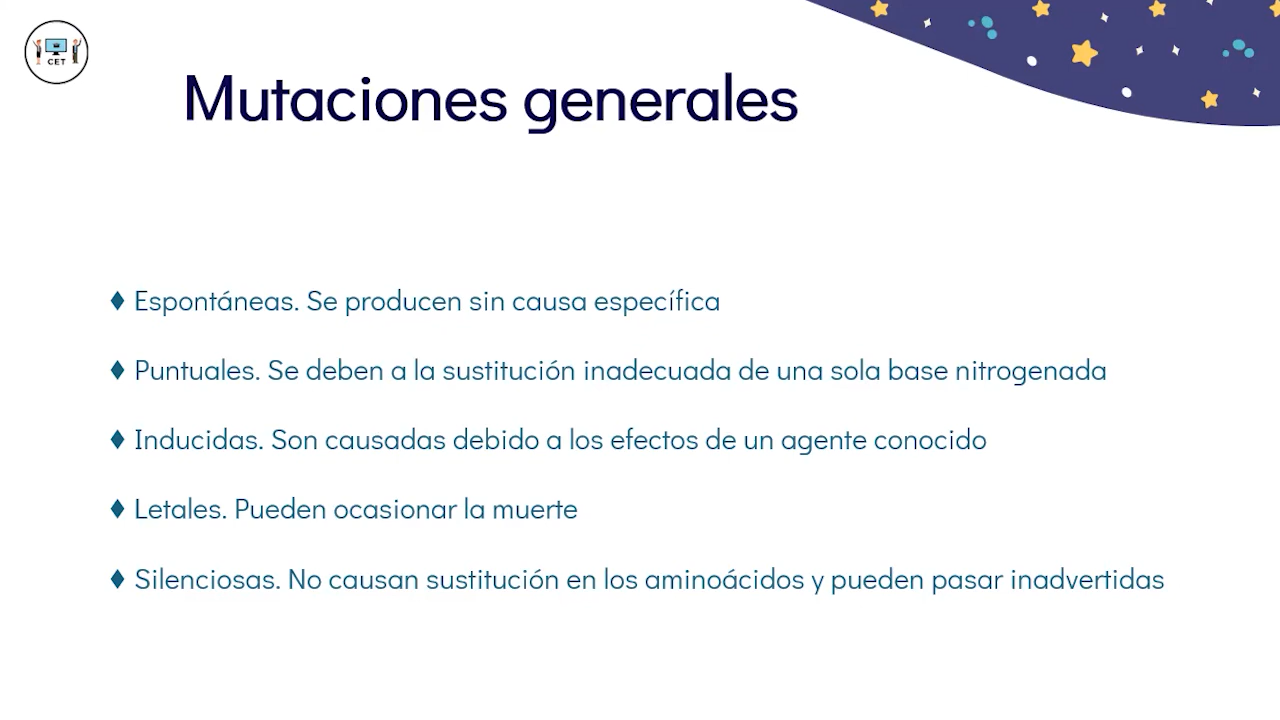 CET
Mutaciones generales
♦ Espontáneas. Se producen sin causa específica
♦ Puntuales. Se deben a la sustitución inadecuada de una sola base nitrogenada
♦ Inducidas. Son causadas debido a los efectos de un agente conocido
♦ Letales. Pueden ocasionar la muerte
♦ Silenciosas. No causan sustitución en los aminoácidos y pueden pasar inadvertidas